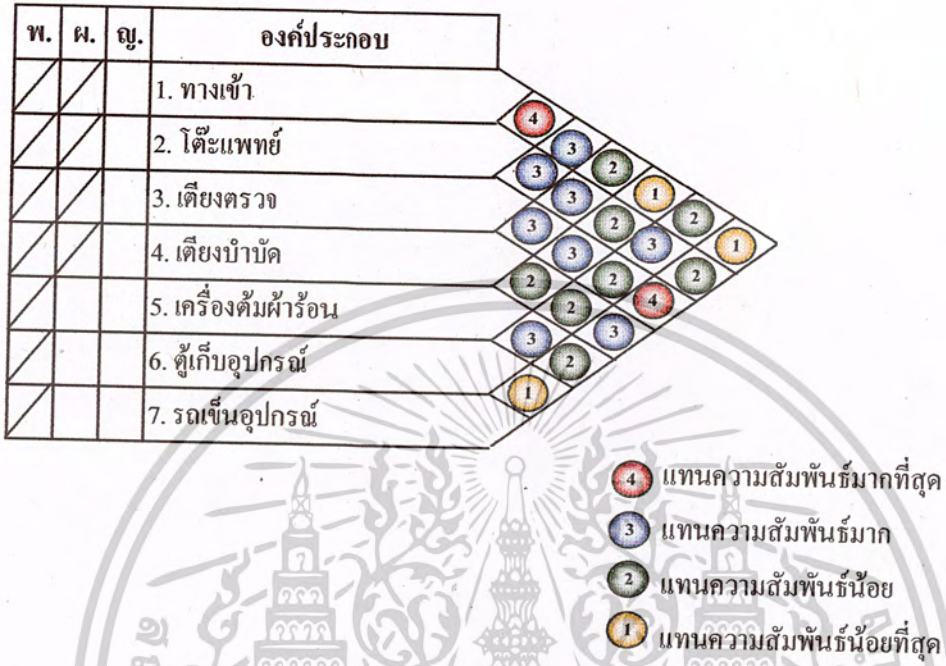 พ. ผ. ญ. องค์ประกอบ
1. ทางเข้า
2. โต๊ะแพทย์
3. เตียงตรวจ
4. เตียงบำบัด
5. เครื่องต้มผ้าร้อน
6. ตู้เก็บอุปกรณ์
7. รถเข็นอุปกรณ์
4
3
3 2
3 1
3 2 2
3 3 1
2 2 2
2 4
3 3
2
1
4 แทนความสัมพันธ์มากที่สุด
3 แทนความสัมพันธ์มาก
2 แทนความสัมพันธ์น้อย
1 แทนความสัมพันธ์น้อยที่สุด